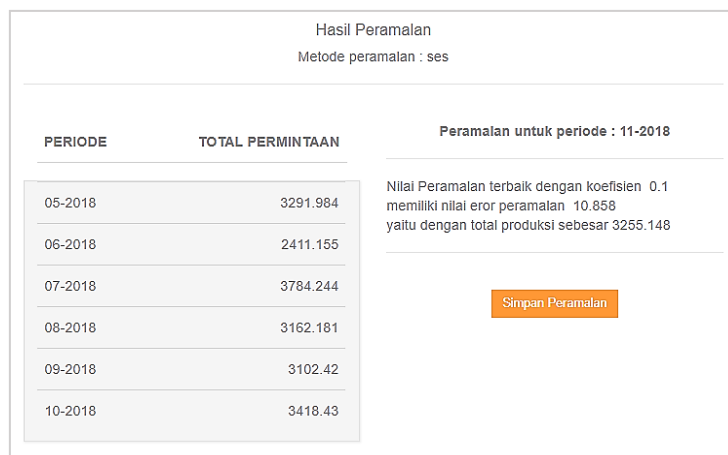 Hasil Peramalan
Metode peramalan : ses
PERIODE TOTAL PERMINTAAN
05-2018 3291.984
06-2018 2411.155
07-2018 3784.244
08-2018 3162.181
09-2018 3102.42
10-2018 3418.43
Peramalan untuk periode : 11-2018
Nilai Peramalan terbaik dengan koefisien 0.1
memiliki nilai eror peramalan 10.858
yaitu dengan total produksi sebesar 3255.148
Simpan Peramalan